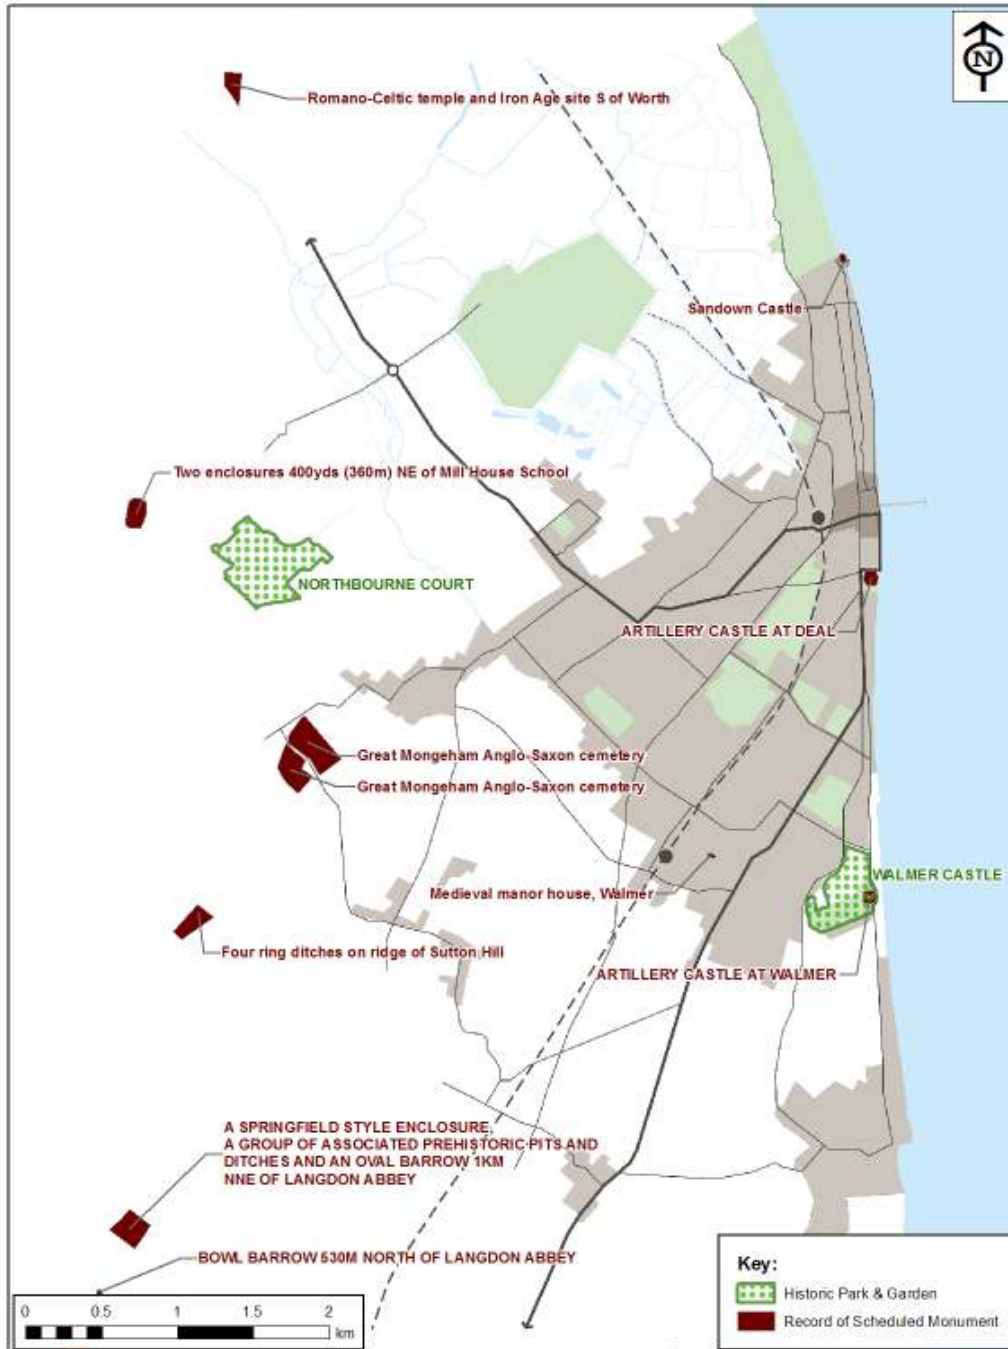 N
Romano-Celtic temple and Iron Age site S of Worth
Sandown Castle
Two enclosures 400yds (360m) NE of Mill House School
NORTHBOURNE COURT
ARTILLERY CASTLE AT DEAL
Great Mongeham Anglo-Saxon cemetery
Great Mongeham Anglo-Saxon cemetery
WALMER CASTLE
Medieval manor house, Walmer
Four ring ditches on ridge of Sutton Hill
ARTILLERY CASTLE AT WALMER
A SPRINGFIELD STYLE ENCLOSURE,
A GROUP OF ASSOCIATED PREHISTORIC PITS AND
DITCHES AND AN OVAL BARROW 1KM
NNE OF LANGDON ABBEY
BOWL BARROW 530M NORTH OF LANGDON ABBEY
0 0.5 1 1.5 2
km
Key:
Historic Park & Garden
Record of Scheduled Monument